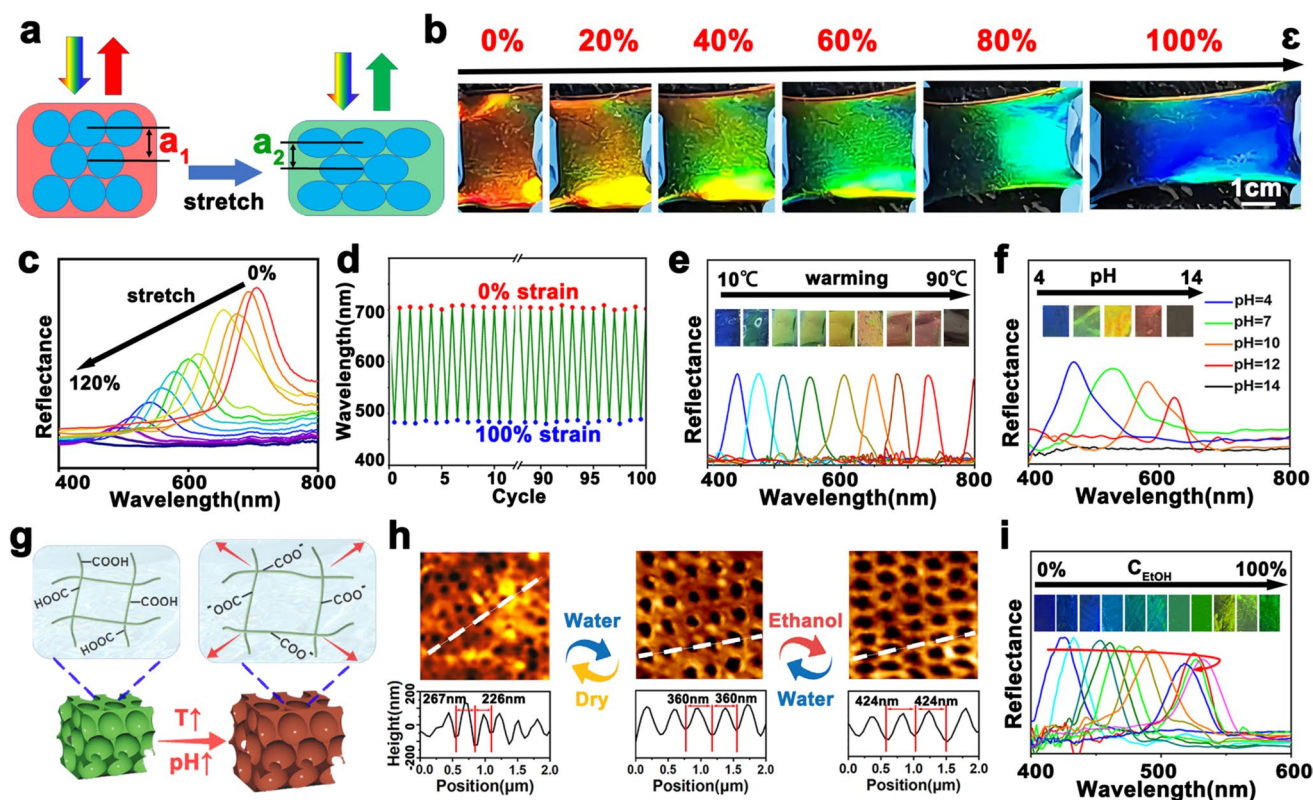 a
a₁
a₂
stretch
b
0% 20% 40% 60% 80% 100% ε
1cm
c
0%
stretch
120%
Reflectance
400 600 800
Wavelength(nm)
d
0% strain
100% strain
Wavelength(nm)
700
600
500
400
0 5 10 90 95 100
Cycle
e
10℃ warming 90℃
Reflectance
400 500 600 700 800
Wavelength(nm)
f
4 pH 14
pH=4
pH=7
pH=10
pH=12
pH=14
Reflectance
400 500 600 700 800
Wavelength(nm)
g
COOH
HOOC
COOH
HOOC
COO⁻
⁻OOC
COO⁻
COO⁻
T↑
pH↑
h
Water
Dry
Ethanol
Water
267nm 226nm
360nm 360nm
424nm 424nm
Height(nm)
200
0
-200
0.0 0.5 1.0 1.5 2.0
Position(μm)
0.0 0.5 1.0 1.5 2.0
Position(μm)
0.0 0.5 1.0 1.5 2.0
Position(μm)
i
0% C_EtOH 100%
Reflectance
400 500 600
Wavelength(nm)